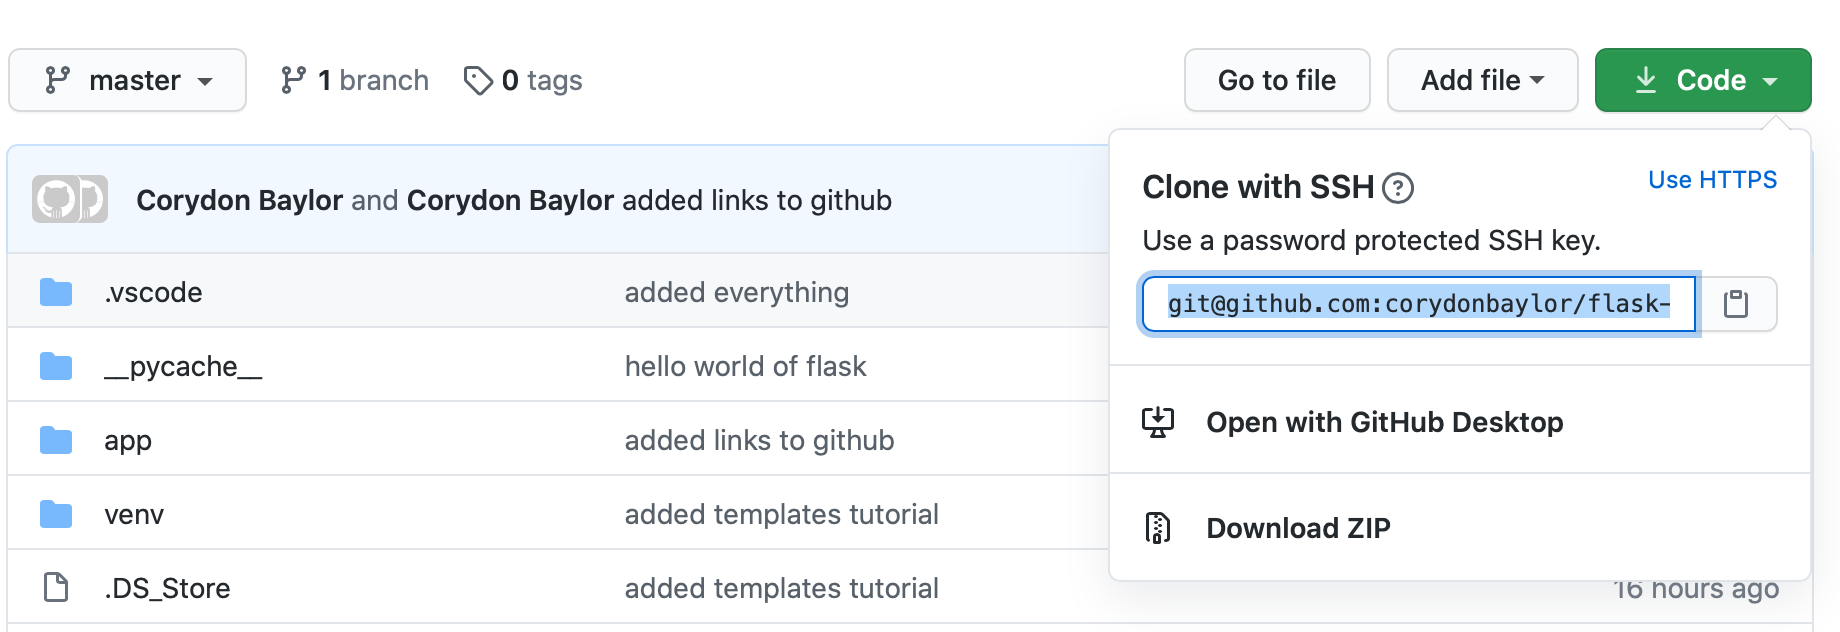 master
1 branch
0 tags
Go to file
Add file
Code
Corydon Baylor and Corydon Baylor added links to github
Clone with SSH ?
Use HTTPS
Use a password protected SSH key.
git@github.com:corydonbaylor/flask-
Open with GitHub Desktop
Download ZIP
.vscode
added everything
__pycache__
hello world of flask
app
added links to github
venv
added templates tutorial
.DS_Store
added templates tutorial
16 hours ago